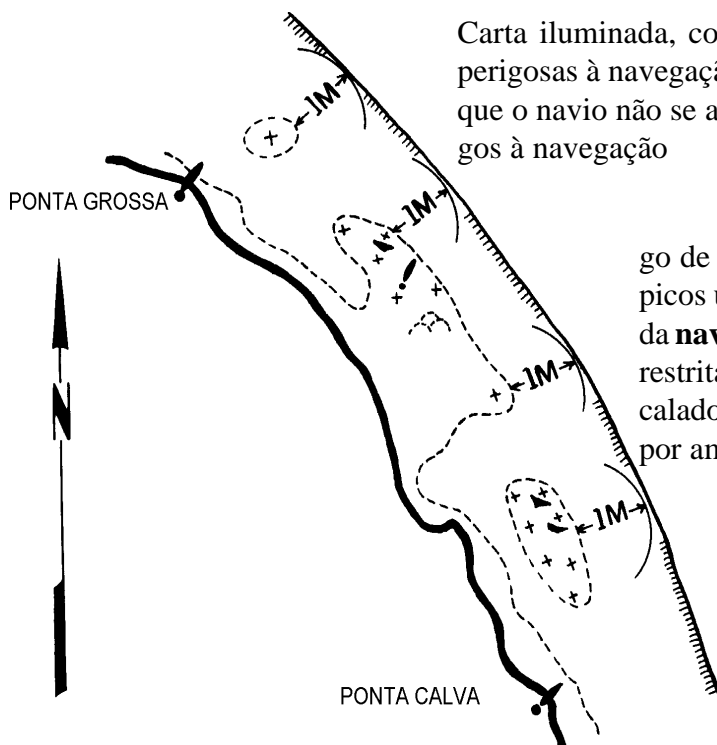 Carta iluminada, co
perigosas à navegaçã
que o navio não se a
gos à navegação
1M
PONTA GROSSA
1M
go de
picos u
da nav
restrita
calado
por an
1M
N
1M
PONTA CALVA